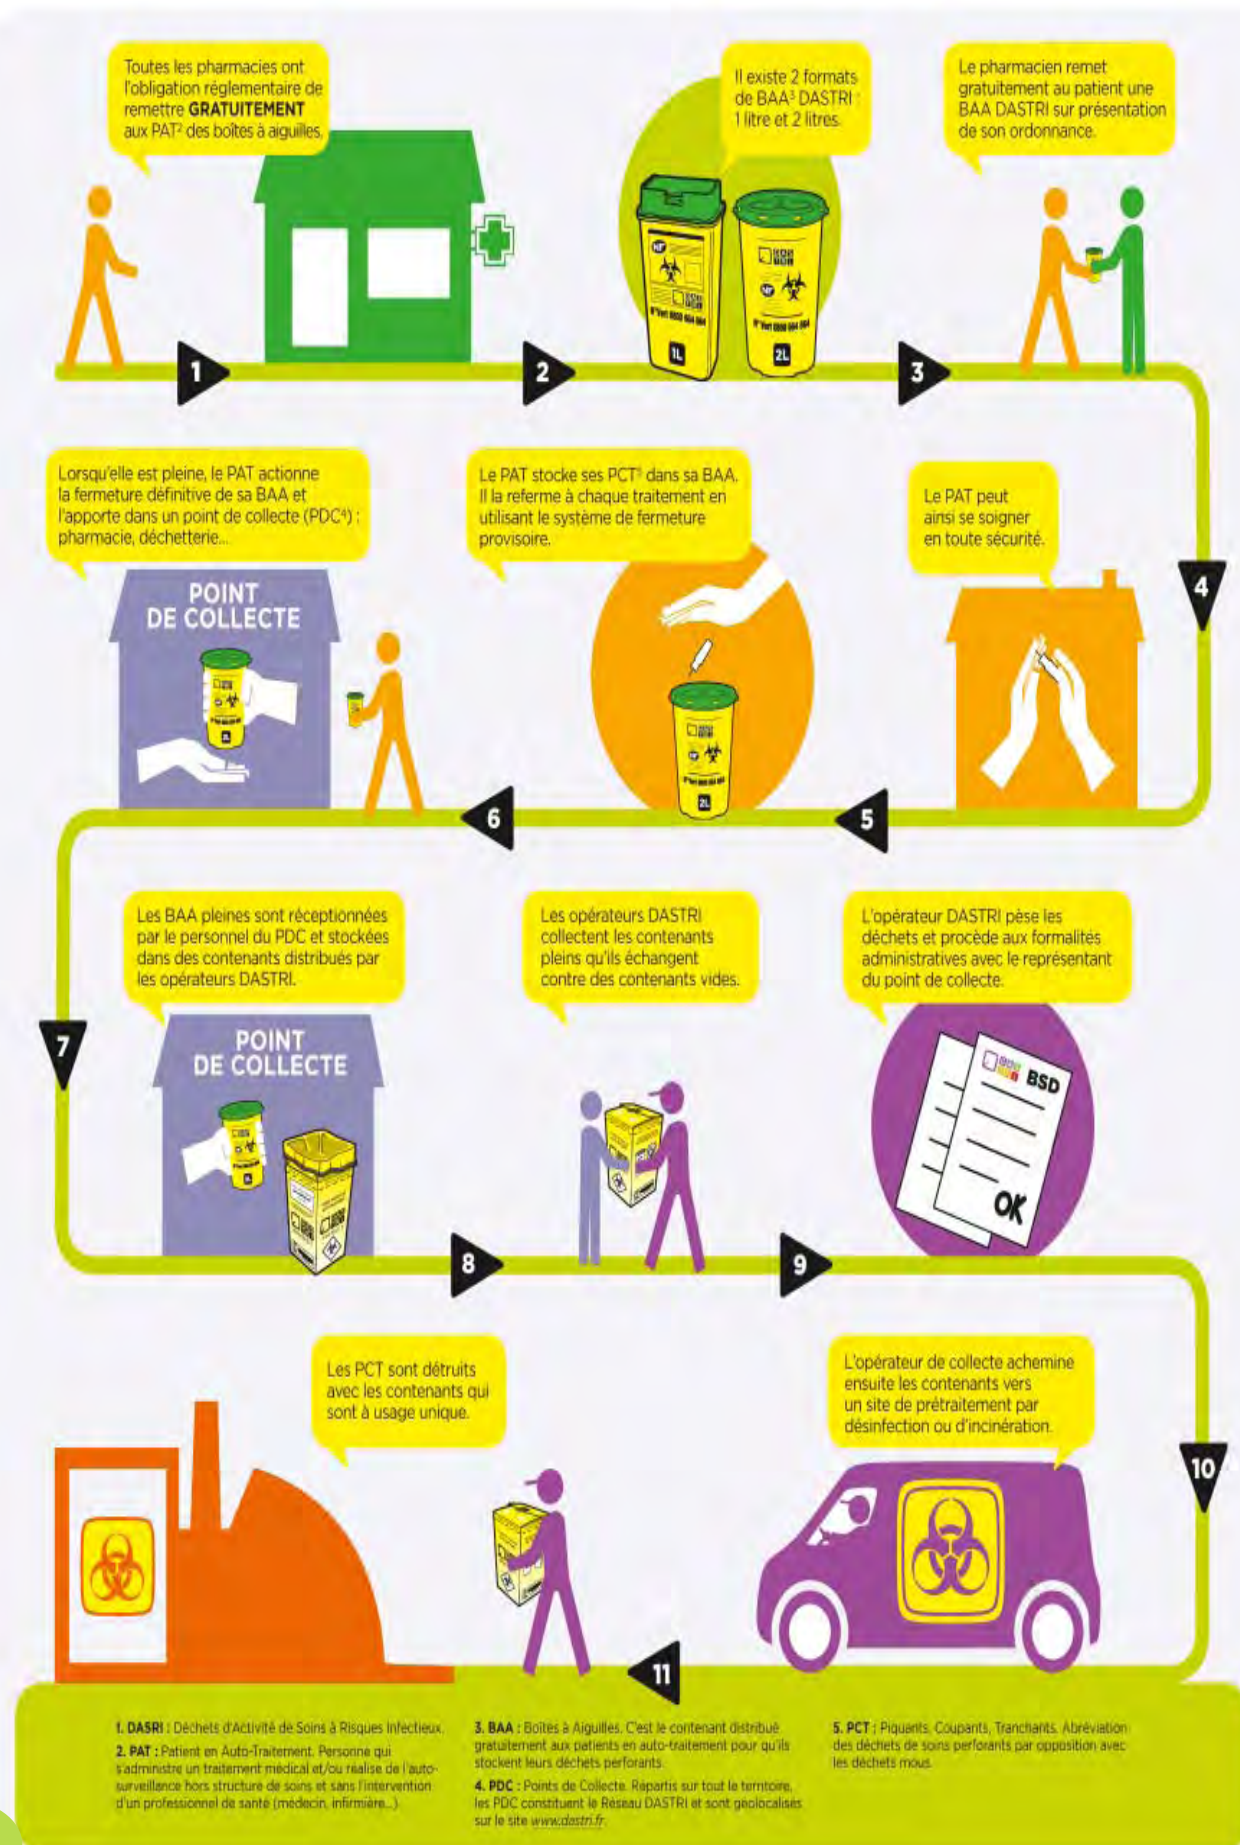 Toutes les pharmacies ont
l'obligation réglementaire de
remettre GRATUITEMENT
aux PAT² des boîtes à aiguilles.
Il existe 2 formats
de BAA³ DASTRI :
1 litre et 2 litres.
Le pharmacien remet
gratuitement au patient une
BAA DASTRI sur présentation
de son ordonnance.
NF
N° Vert 0800 664 664
1L
NF
N° Vert 0800 664 664
2L
1
2
3
Lorsqu'elle est pleine, le PAT actionne
la fermeture définitive de sa BAA et
l'apporte dans un point de collecte (PDC⁴) :
pharmacie, déchetterie...
Le PAT stocke ses PCT⁵ dans sa BAA.
Il la referme à chaque traitement en
utilisant le système de fermeture
provisoire.
Le PAT peut
ainsi se soigner
en toute sécurité.
4
POINT
DE COLLECTE
2L
2L
6
5
Les BAA pleines sont réceptionnées
par le personnel du PDC et stockées
dans des contenants distribués par
les opérateurs DASTRI.
Les opérateurs DASTRI
collectent les contenants
pleins qu'ils échangent
contre des contenants vides.
L'opérateur DASTRI pèse les
déchets et procède aux formalités
administratives avec le représentant
du point de collecte.
7
POINT
DE COLLECTE
BSD
OK
8
9
Les PCT sont détruits
avec les contenants qui
sont à usage unique.
L'opérateur de collecte achemine
ensuite les contenants vers
un site de prétraitement par
désinfection ou d'incinération.
10
11
1. DASRI : Déchets d'Activité de Soins à Risques Infectieux.
2. PAT : Patient en Auto-Traitement. Personne qui
s'administre un traitement médical et/ou réalise de l'auto-
surveillance hors structure de soins et sans l'intervention
d'un professionnel de santé (médecin, infirmière...)
3. BAA : Boîtes à Aiguilles. C'est le contenant distribué
gratuitement aux patients en auto-traitement pour qu'ils
stockent leurs déchets perforants.
4. PDC : Points de Collecte. Répartis sur tout le territoire,
les PDC constituent le Réseau DASTRI et sont géolocalisés
sur le site www.dastri.fr.
5. PCT : Piquants, Coupants, Tranchants. Abréviation
des déchets de soins perforants par opposition avec
les déchets mous.